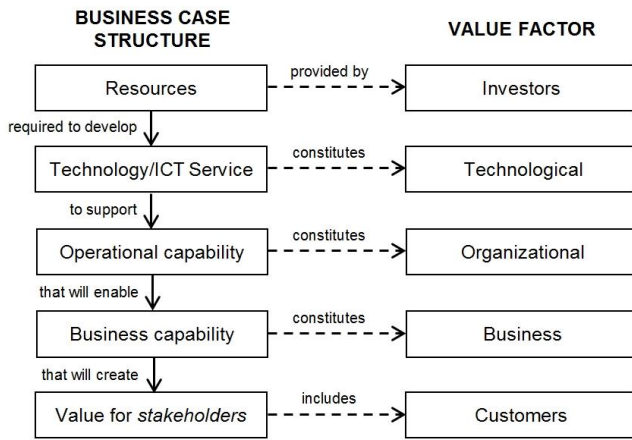 BUSINESS CASE
STRUCTURE
VALUE FACTOR
Resources
provided by
Investors
required to develop
Technology/ICT Service
constitutes
Technological
to support
Operational capability
constitutes
Organizational
that will enable
Business capability
constitutes
Business
that will create
Value for stakeholders
includes
Customers